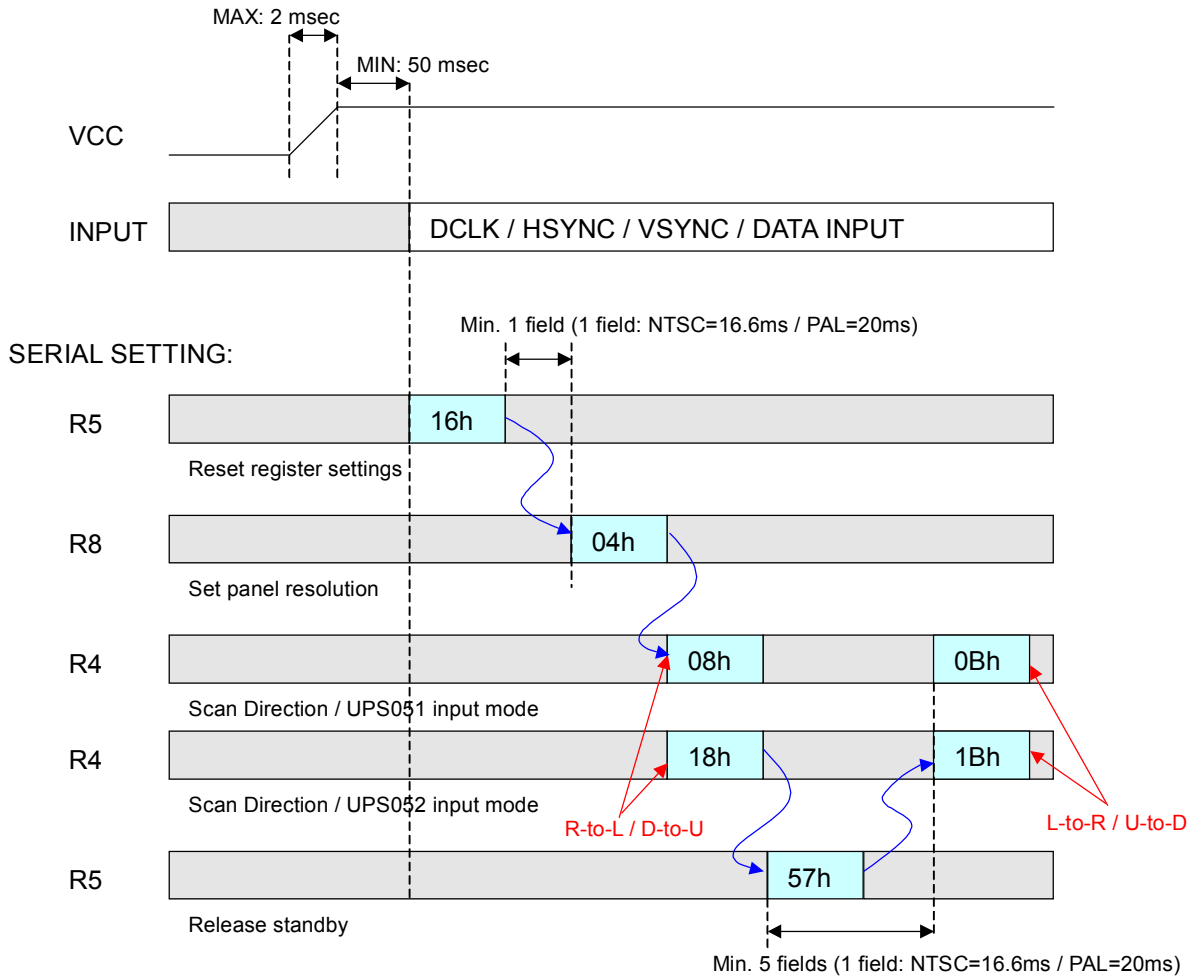 MAX: 2 msec
MIN: 50 msec
VCC
INPUT
DCLK / HSYNC / VSYNC / DATA INPUT
Min. 1 field (1 field: NTSC=16.6ms / PAL=20ms)
SERIAL SETTING:
R5
16h
Reset register settings
R8
04h
Set panel resolution
R4
08h
0Bh
Scan Direction / UPS051 input mode
R4
18h
1Bh
Scan Direction / UPS052 input mode
R-to-L / D-to-U
L-to-R / U-to-D
R5
57h
Release standby
Min. 5 fields (1 field: NTSC=16.6ms / PAL=20ms)